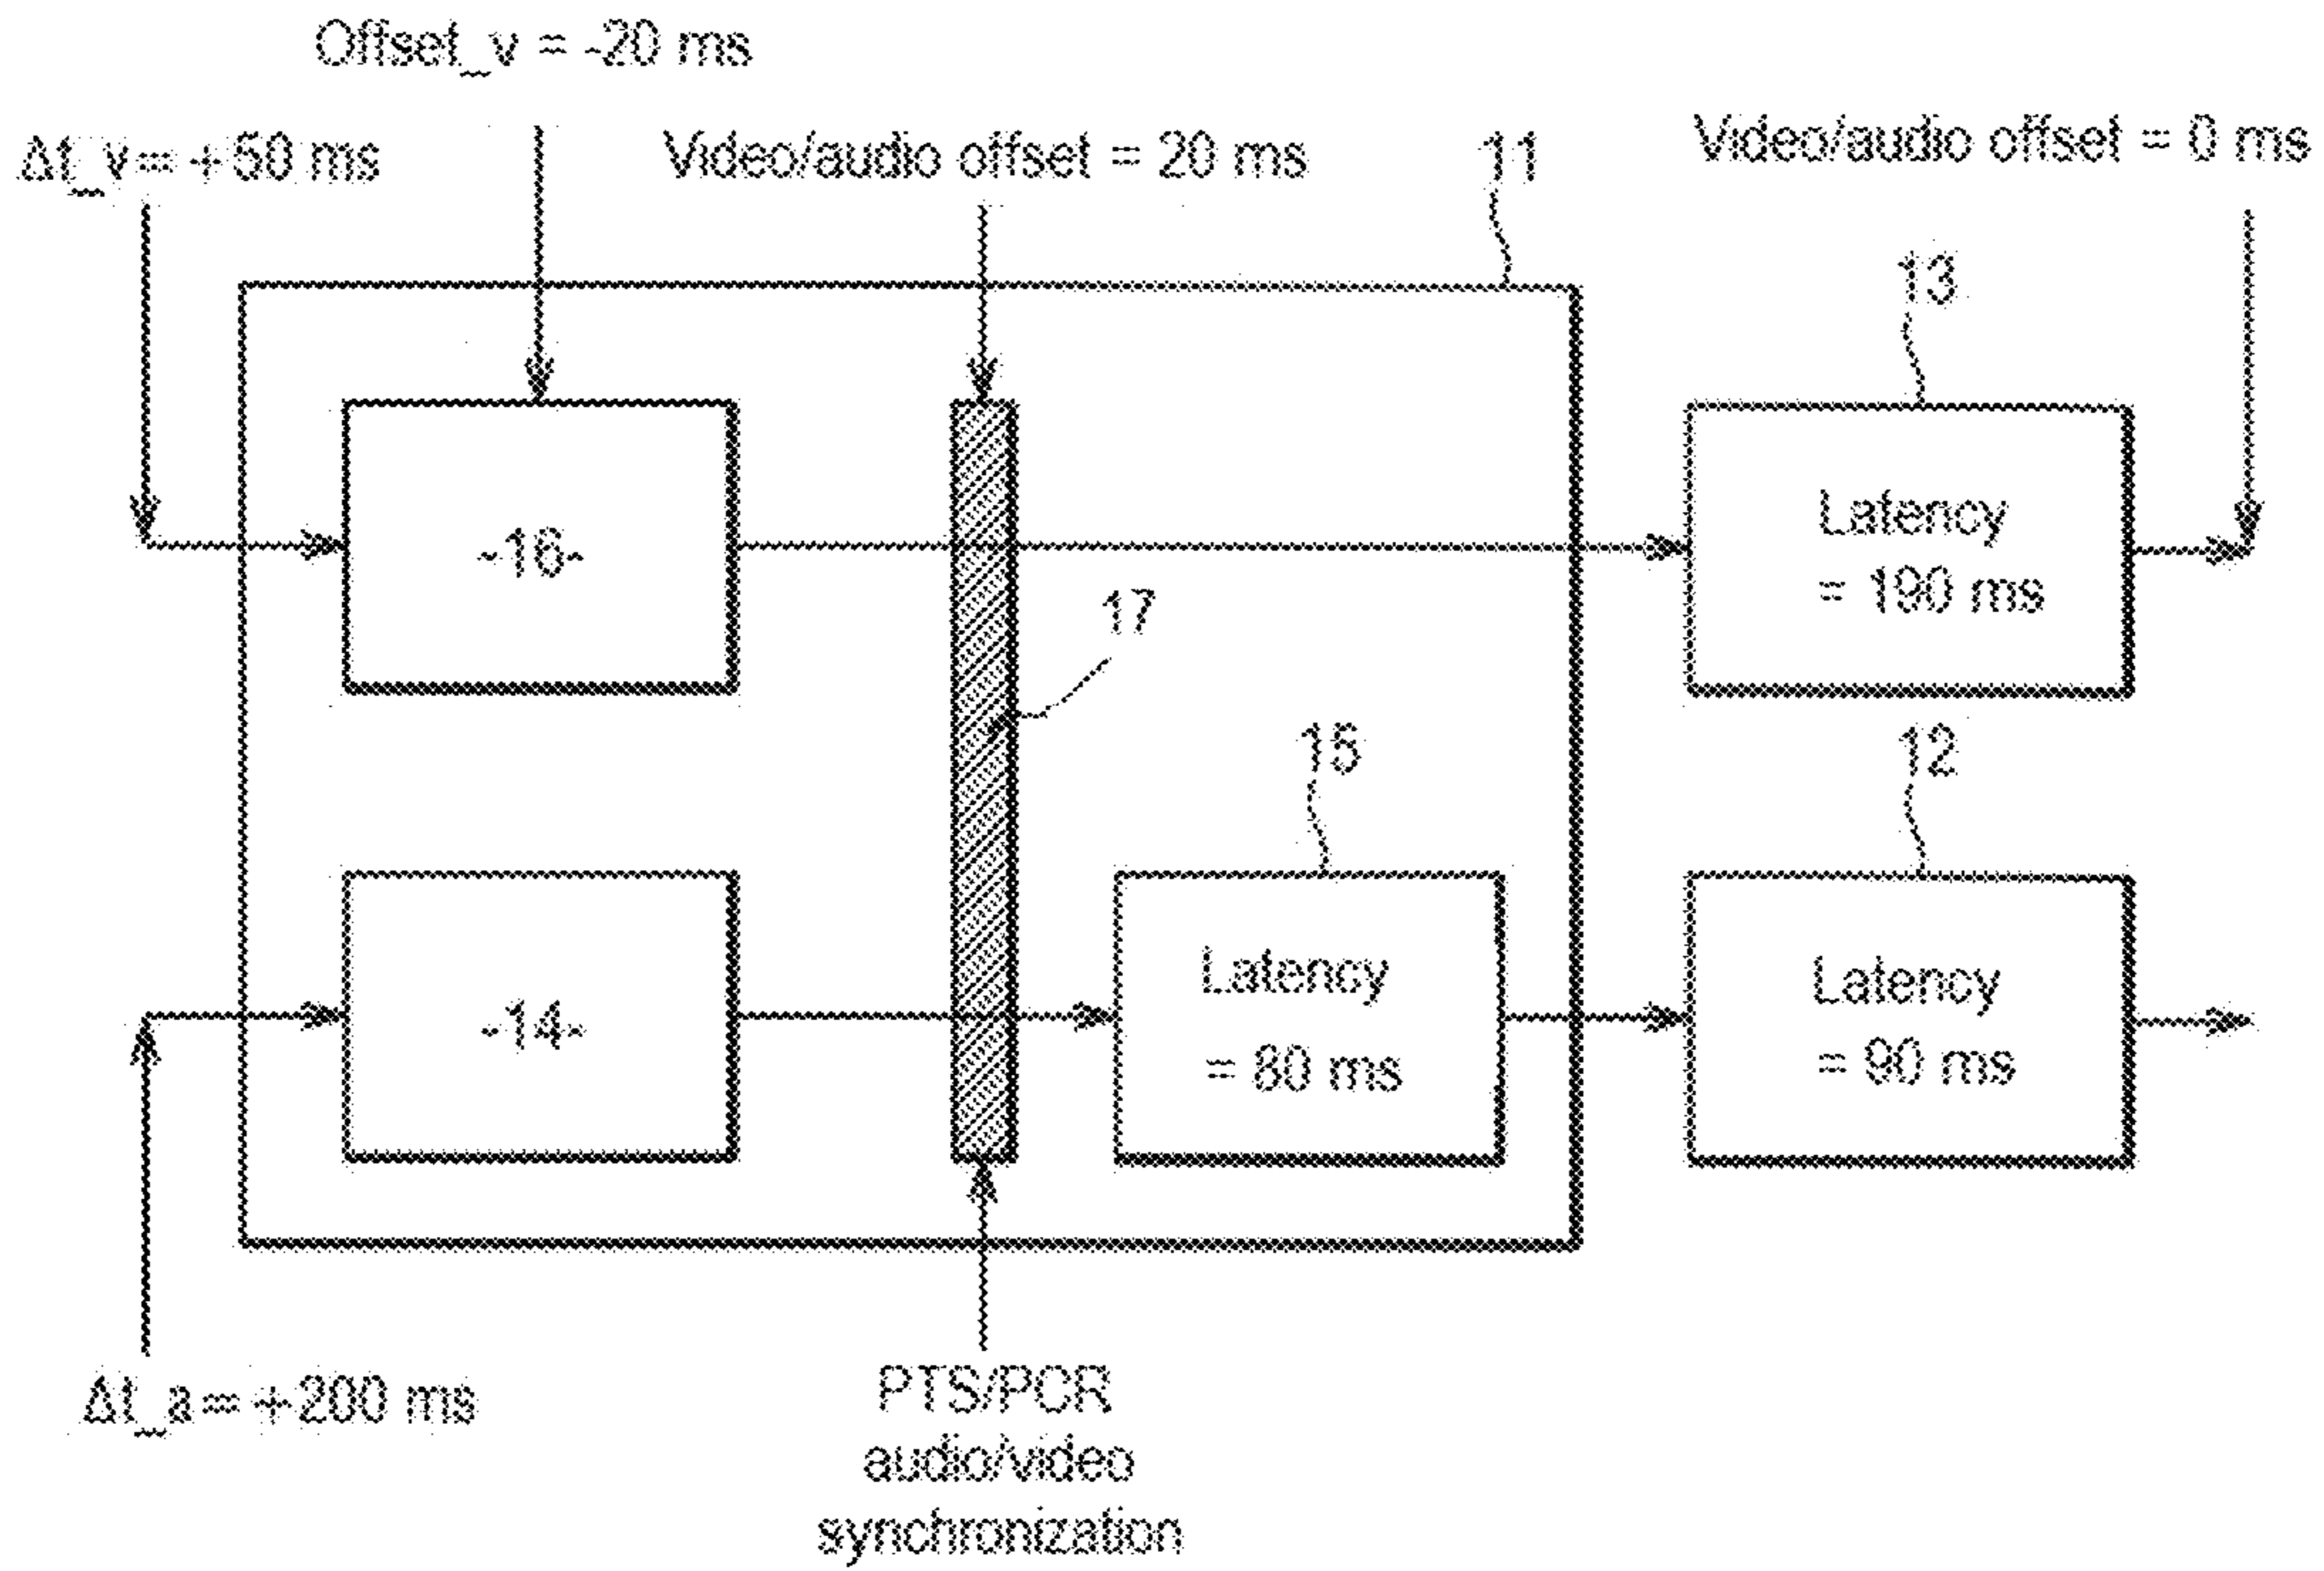 Offset_v = -20 ms
Δt_v= +50 ms
Video/audio offset = 20 ms
11
Video/audio offset = 0 ms
13
-16-
Latency
= 190 ms
17
15
12
-14-
Latency
= 80 ms
Latency
= 90 ms
Δt_a= +200 ms
PTS/PCR
audio/video
synchronization